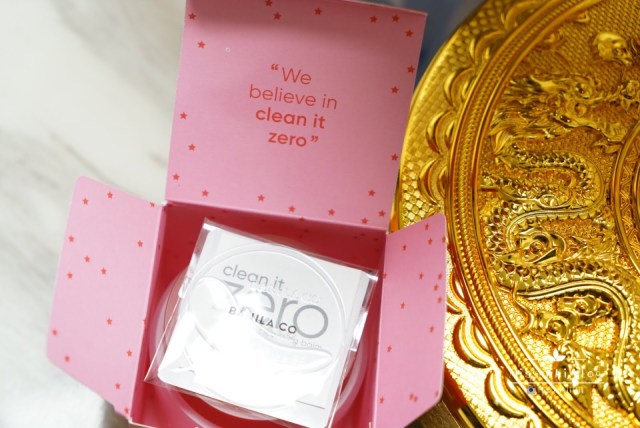 “We
believe in
clean it
zero”
clean it
zero
BANILA CO